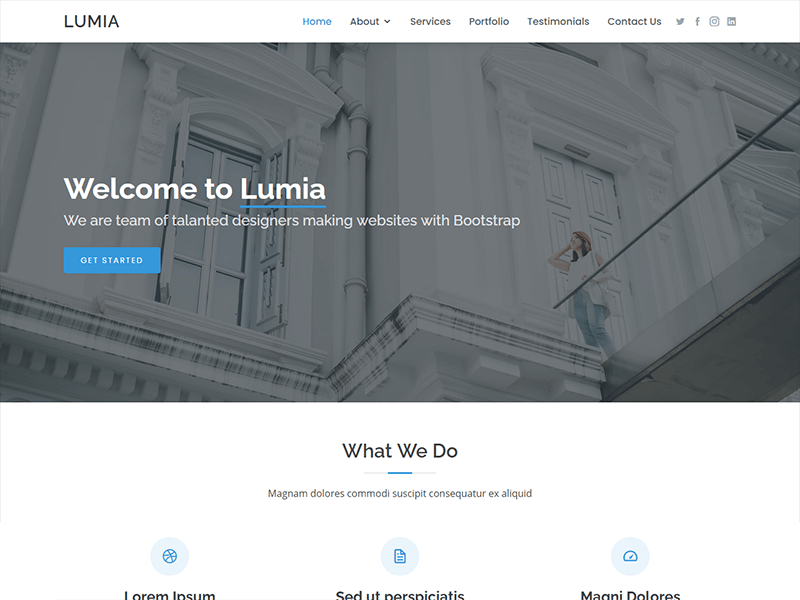 LUMIA
Home About Services Portfolio Testimonials Contact Us
Welcome to Lumia
We are team of talanted designers making websites with Bootstrap
GET STARTED
What We Do
Magnam dolores commodi suscipit consequatur ex aliquid
Lorem Ipsum
Sed ut perspiciatis
Magni Dolores